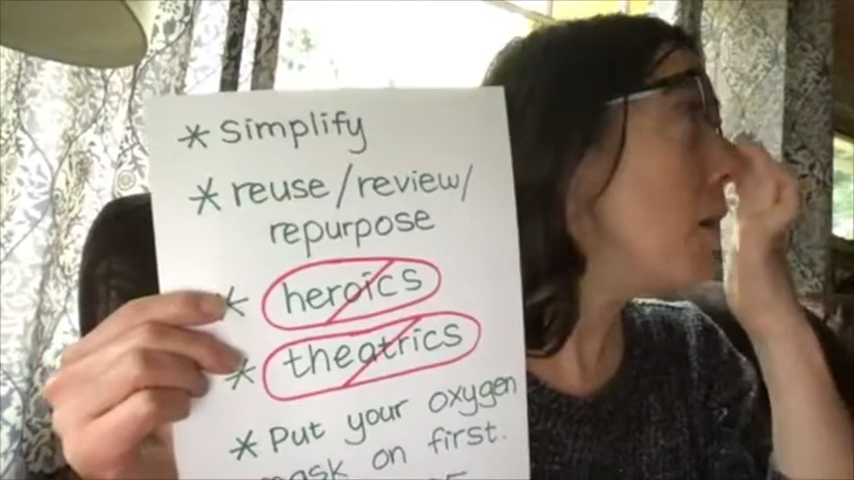 * Simplify
* reuse/review/
repurpose
* heroics
* theatrics
* Put your oxygen
mask on first.